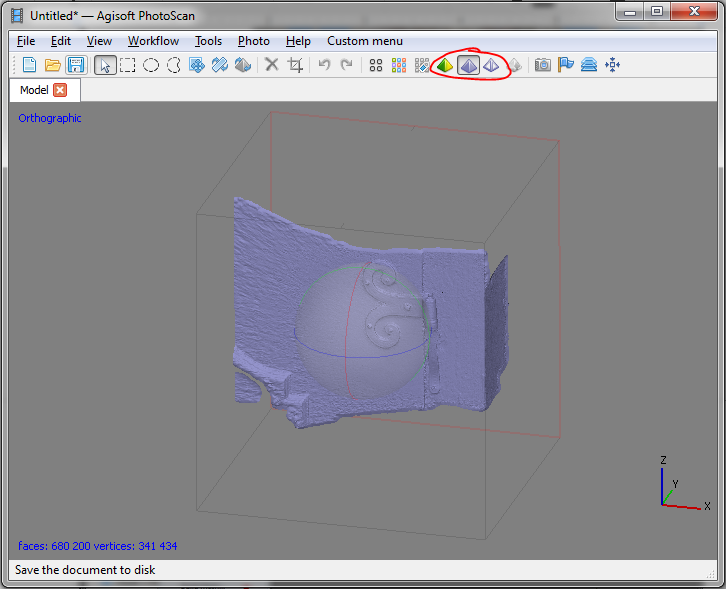 Untitled* — Agisoft PhotoScan
File Edit View Workflow Tools Photo Help Custom menu
Model
Orthographic
Z
Y
X
faces: 680 200 vertices: 341 434
Save the document to disk